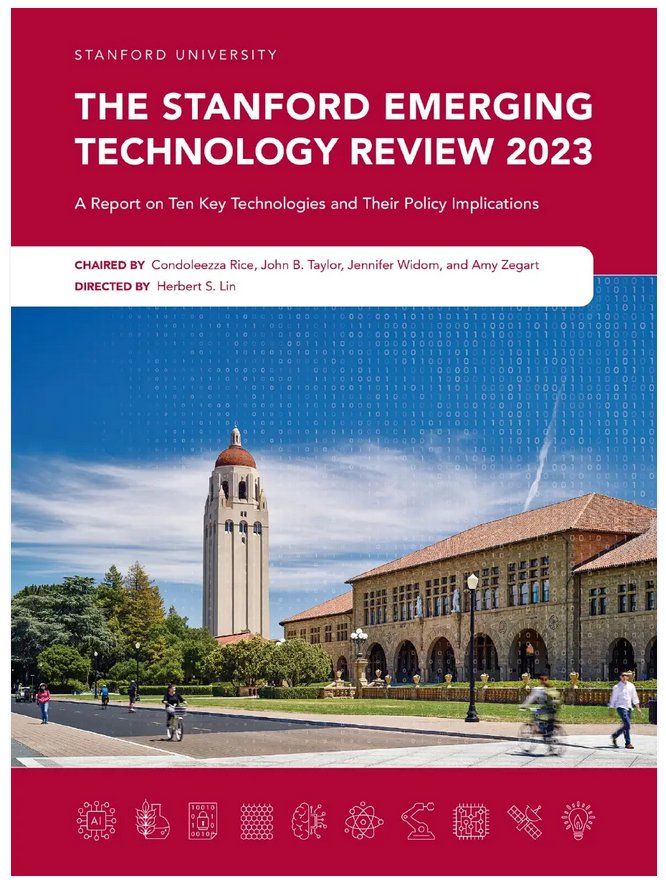 STANFORD UNIVERSITY
THE STANFORD EMERGING
TECHNOLOGY REVIEW 2023
A Report on Ten Key Technologies and Their Policy Implications
CHAIRED BY Condoleezza Rice, John B. Taylor, Jennifer Widom, and Amy Zegart
DIRECTED BY Herbert S. Lin
AI